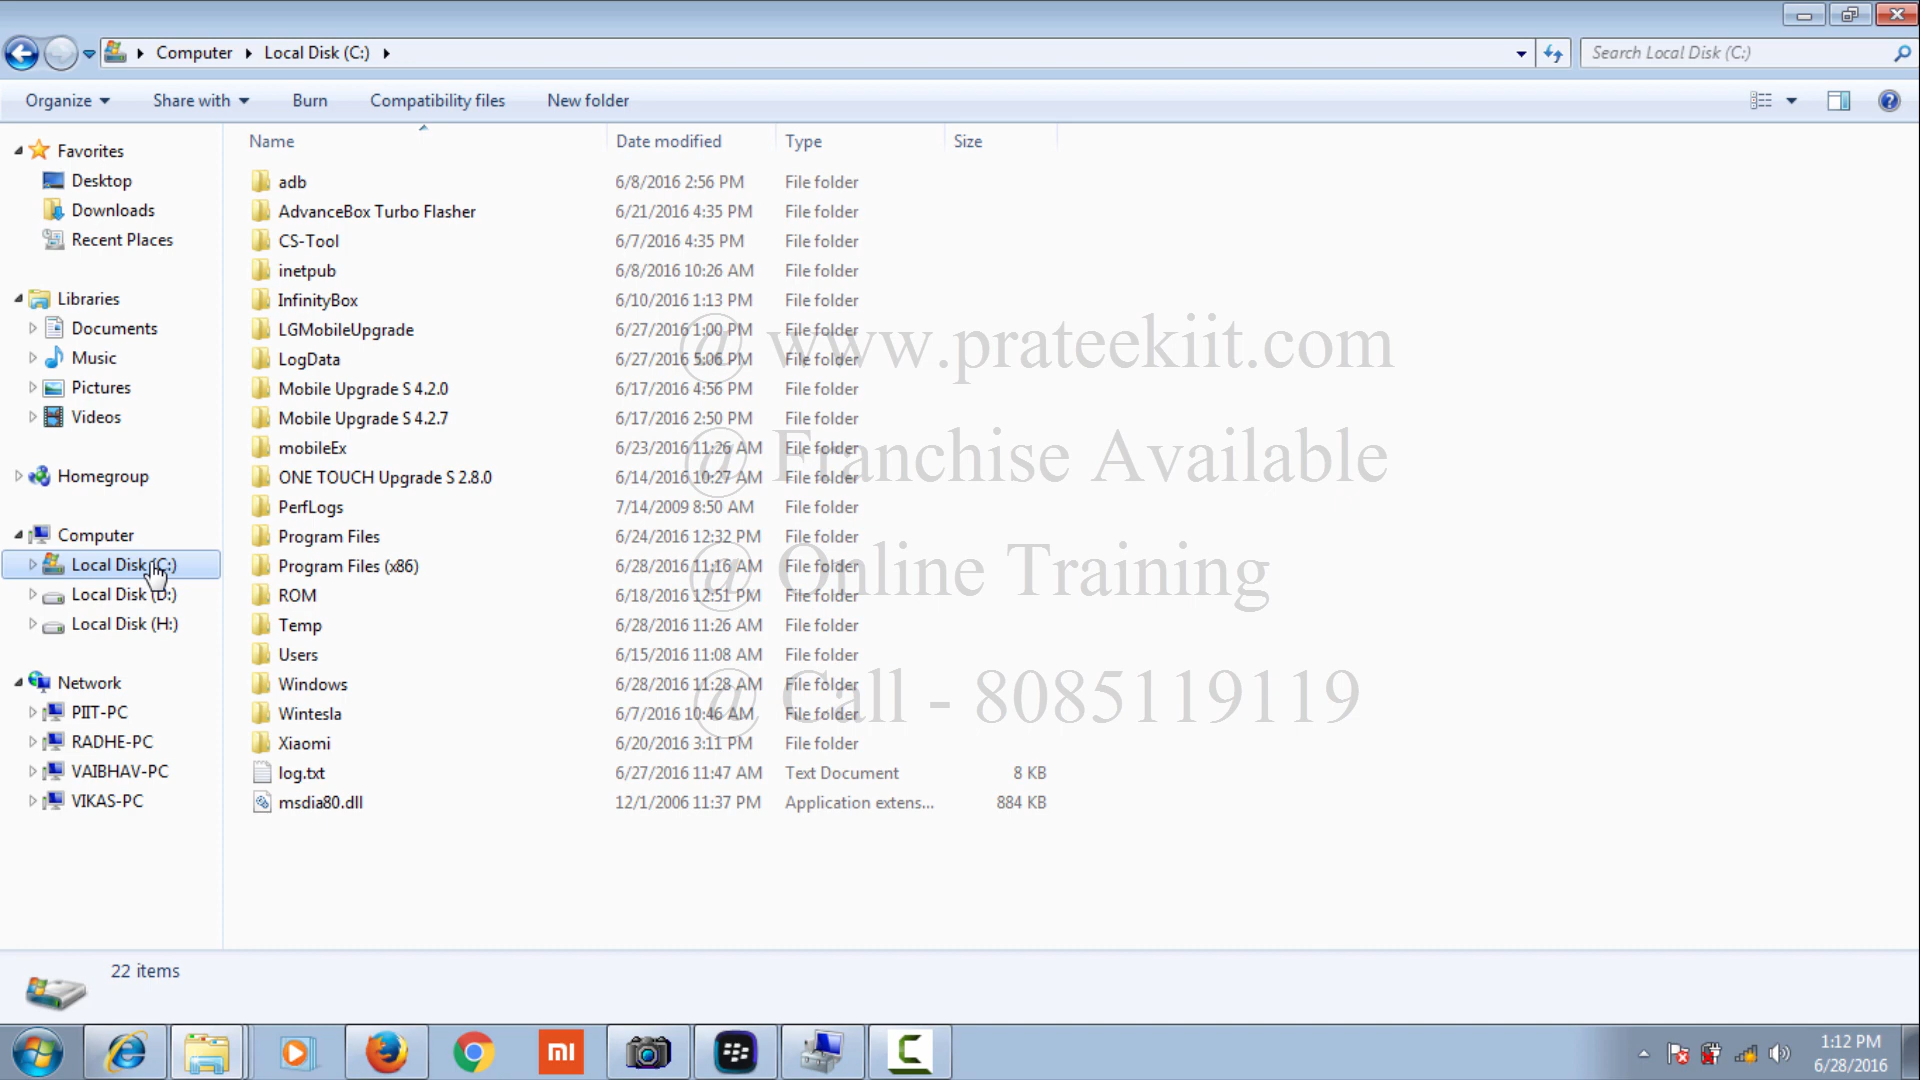 Computer Local Disk (C:)
Search Local Disk (C:)
Organize Share with Burn Compatibility files New folder
Favorites
Desktop
Downloads
Recent Places
Libraries
Documents
Music
Pictures
Videos
Homegroup
Computer
Local Disk (C:)
Local Disk (D:)
Local Disk (H:)
Network
PIIT-PC
RADHE-PC
VAIBHAV-PC
VIKAS-PC
Name Date modified Type Size
adb 6/8/2016 2:56 PM File folder
AdvanceBox Turbo Flasher 6/21/2016 4:35 PM File folder
CS-Tool 6/7/2016 4:35 PM File folder
inetpub 6/8/2016 10:26 AM File folder
InfinityBox 6/10/2016 1:13 PM File folder
LGMobileUpgrade 6/27/2016 1:00 PM File folder
LogData 6/27/2016 5:06 PM File folder
Mobile Upgrade S 4.2.0 6/17/2016 4:56 PM File folder
Mobile Upgrade S 4.2.7 6/17/2016 2:50 PM File folder
mobileEx 6/23/2016 11:26 AM File folder
ONE TOUCH Upgrade S 2.8.0 6/14/2016 10:27 AM File folder
PerfLogs 7/14/2009 8:50 AM File folder
Program Files 6/24/2016 12:32 PM File folder
Program Files (x86) 6/28/2016 11:16 AM File folder
ROM 6/18/2016 12:51 PM File folder
Temp 6/28/2016 11:26 AM File folder
Users 6/15/2016 11:08 AM File folder
Windows 6/28/2016 11:28 AM File folder
Wintesla 6/7/2016 10:46 AM File folder
Xiaomi 6/20/2016 3:11 PM File folder
log.txt 6/27/2016 11:47 AM Text Document 8 KB
msdia80.dll 12/1/2006 11:37 PM Application extens... 884 KB
@ www.prateekiit.com
@ Franchise Available
@ Online Training
@ Call - 8085119119
22 items
mi
C
1:12 PM
6/28/2016